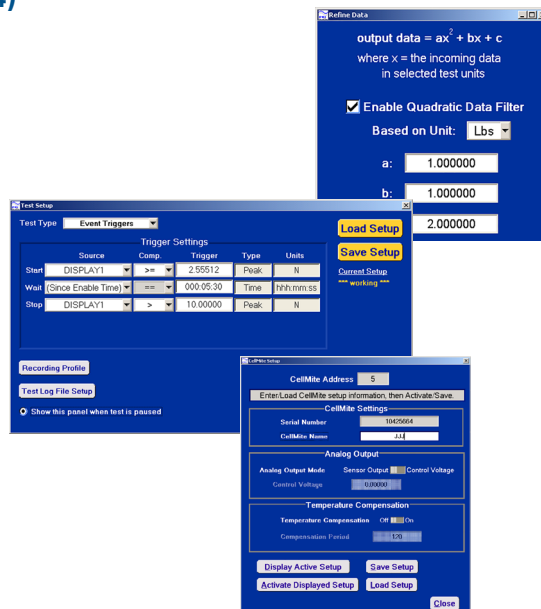 Refine Data
output data = ax² + bx + c
where x = the incoming data
in selected test units
Enable Quadratic Data Filter
Based on Unit: Lbs
a: 1.000000
b: 1.000000
2.000000
Test Setup
Test Type Event Triggers
Load Setup
Trigger Settings
Save Setup
Source Comp. Trigger Type Units
Current Setup
*** working ***
Start DISPLAY1 >= 2.55512 Peak N
Wait (Since Enable Time) == 000:05:30 Time hhh:mm:ss
Stop DISPLAY1 > 10.00000 Peak N
Recording Profile
Test Log File Setup
Show this panel when test is paused
CellMite Setup
CellMite Address 5
Enter/Load CellMite setup information, then Activate/Save.
CellMite Settings
Serial Number 10425664
CellMite Name JJJ
Analog Output
Analog Output Mode Sensor Output Control Voltage
Control Voltage 0.00000
Temperature Compensation
Temperature Compensation Off On
Compensation Period 120
Display Active Setup Save Setup
Activate Displayed Setup Load Setup
Close